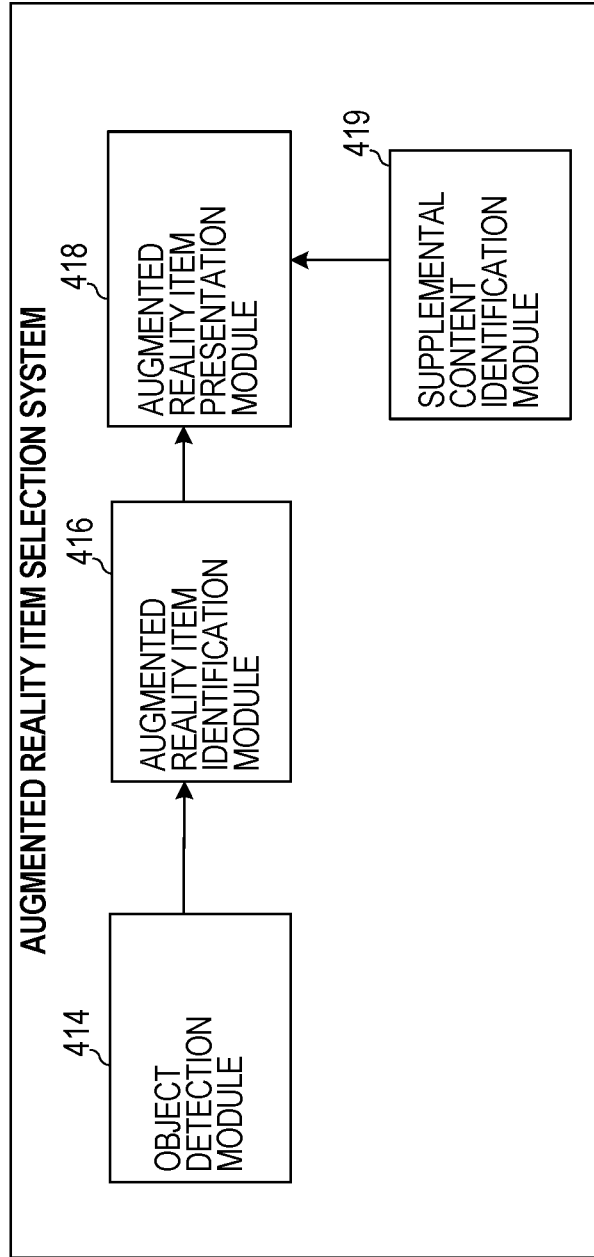 AUGMENTED REALITY ITEM SELECTION SYSTEM
414
OBJECT
DETECTION
MODULE
416
AUGMENTED
REALITY ITEM
IDENTIFICATION
MODULE
418
AUGMENTED
REALITY ITEM
PRESENTATION
MODULE
419
SUPPLEMENTAL
CONTENT
IDENTIFICATION
MODULE